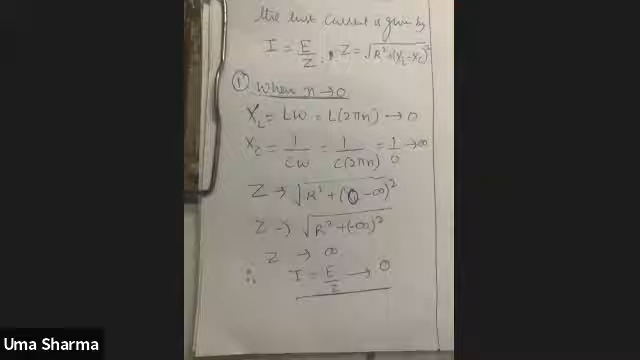 the current is given by
I = E/Z, Z = √(R² + (X_L - X_C)²)
① When n → 0
X_L = Lω = L(2πn) → 0
X_C = 1/Cω = 1/C(2πn) = 1/0 → ∞
Z → √(R² + (0 - ∞)²)
Z → √(R² + (-∞)²)
Z → ∞
∴ I = E/Z → 0
Uma Sharma